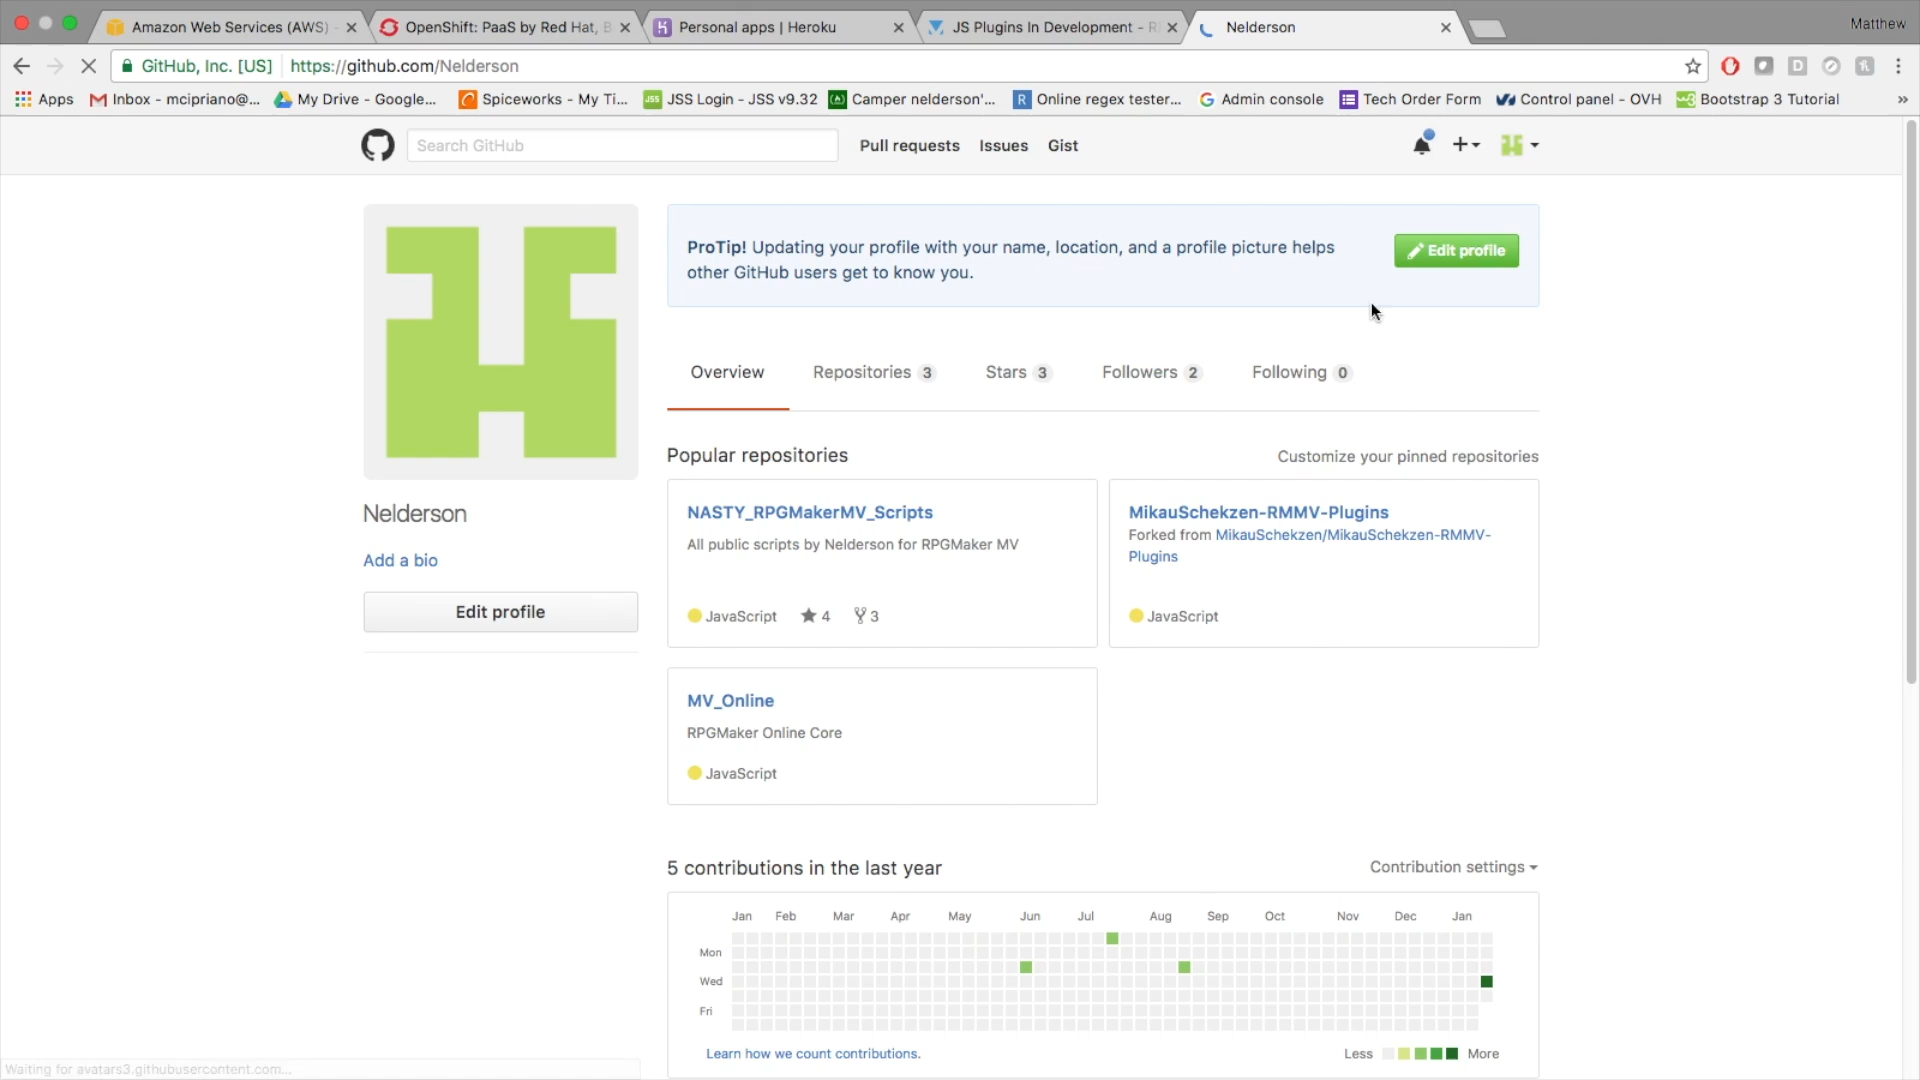 Amazon Web Services (AWS) -
OpenShift: PaaS by Red Hat, B
Personal apps | Heroku
JS Plugins In Development - R
Nelderson
Matthew
GitHub, Inc. [US]
https://github.com/Nelderson
Apps
Inbox - mcipriano@...
My Drive - Google...
Spiceworks - My Ti...
JSS Login - JSS v9.32
Camper nelderson'...
Online regex tester...
Admin console
Tech Order Form
Control panel - OVH
Bootstrap 3 Tutorial
»
Search GitHub
Pull requests
Issues
Gist
ProTip! Updating your profile with your name, location, and a profile picture helps
other GitHub users get to know you.
Edit profile
Overview
Repositories 3
Stars 3
Followers 2
Following 0
Popular repositories
Customize your pinned repositories
Nelderson
Add a bio
Edit profile
NASTY_RPGMakerMV_Scripts
All public scripts by Nelderson for RPGMaker MV
JavaScript 4 3
MikauSchekzen-RMMV-Plugins
Forked from MikauSchekzen/MikauSchekzen-RMMV-
Plugins
JavaScript
MV_Online
RPGMaker Online Core
JavaScript
5 contributions in the last year
Contribution settings
Jan Feb Mar Apr May Jun Jul Aug Sep Oct Nov Dec Jan
Mon
Wed
Fri
Learn how we count contributions.
Less
More
Waiting for avatars3.githubusercontent.com...